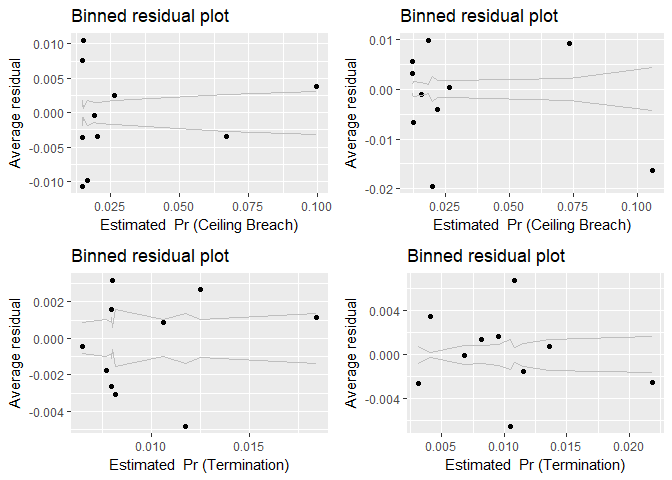 Binned residual plot
Average residual
0.010
0.005
0.000
-0.005
-0.010
0.025
0.050
0.075
0.100
Estimated Pr (Ceiling Breach)
Binned residual plot
Average residual
0.01
0.00
-0.01
-0.02
0.025
0.050
0.075
0.100
Estimated Pr (Ceiling Breach)
Binned residual plot
Average residual
0.002
0.000
-0.002
-0.004
0.010
0.015
Estimated Pr (Termination)
Binned residual plot
Average residual
0.004
0.000
-0.004
0.005
0.010
0.015
0.020
Estimated Pr (Termination)